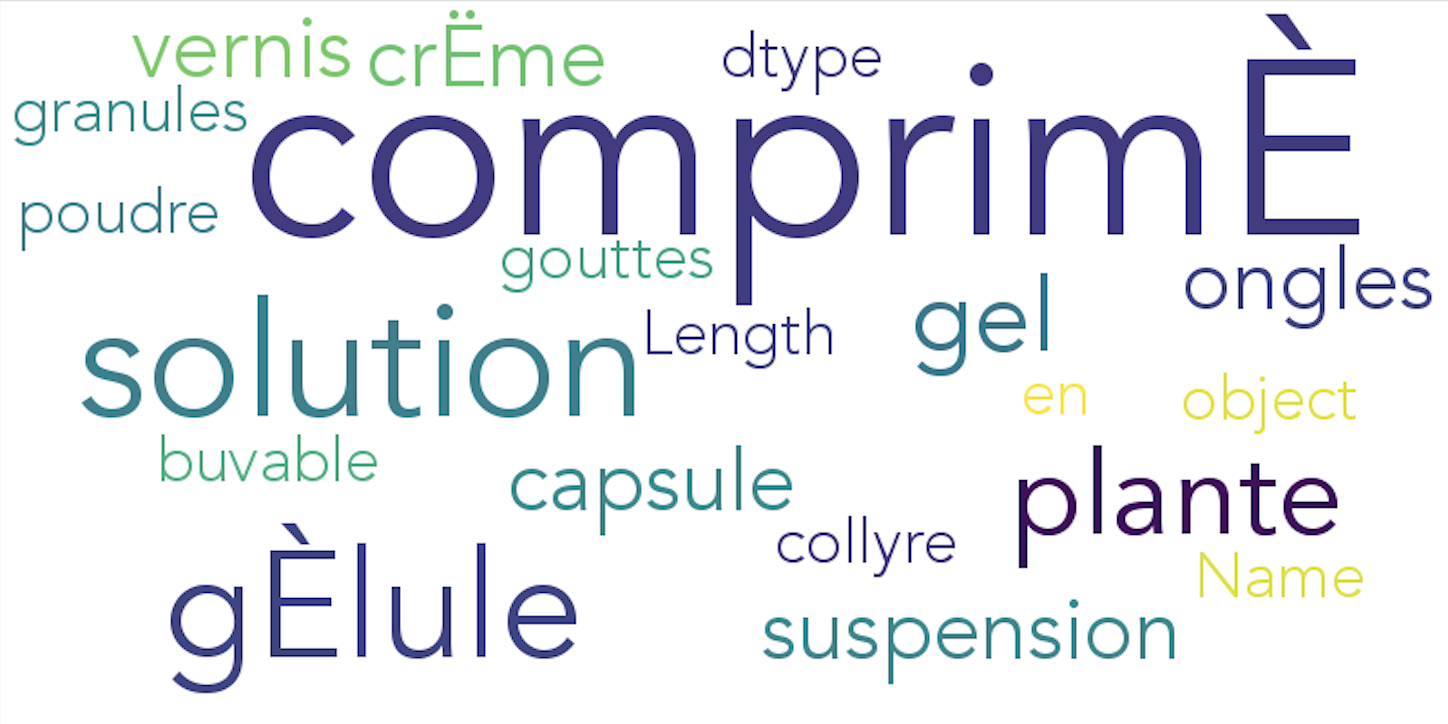 vernis crËme dtype
granules
comprimÈ
poudre
gouttes
ongles
solution
Length
gel
en
object
buvable
capsule
plante
collyre
Name
gÈlule
suspension